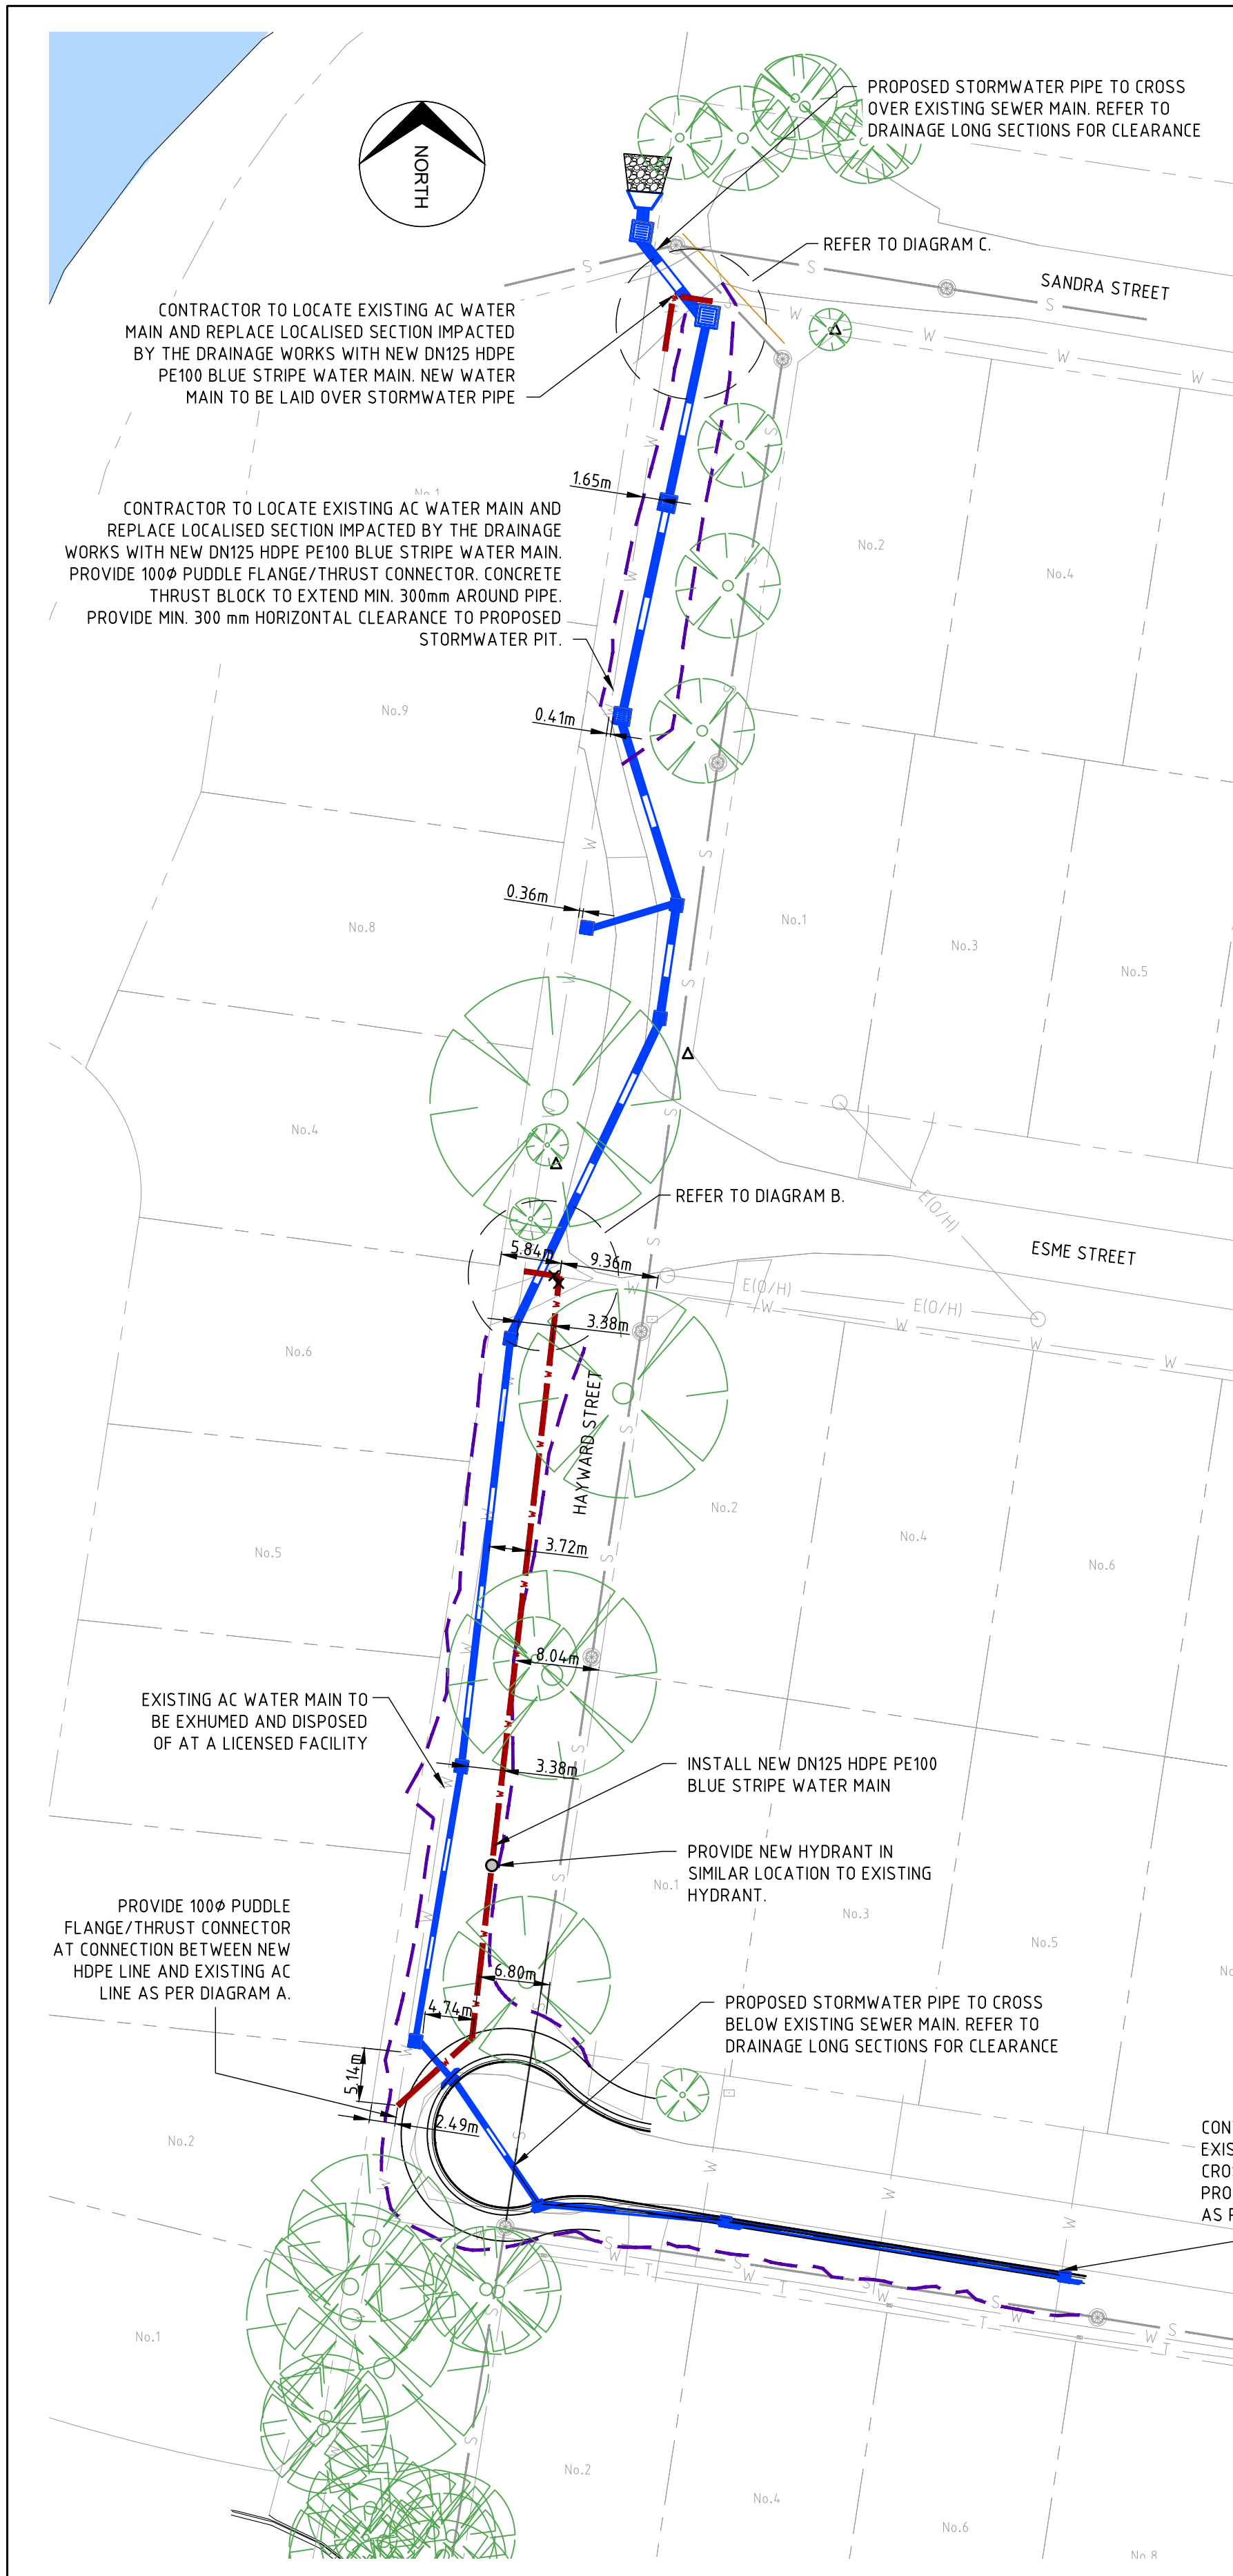 PROPOSED STORMWATER PIPE TO CROSS
OVER EXISTING SEWER MAIN. REFER TO
DRAINAGE LONG SECTIONS FOR CLEARANCE
NORTH
REFER TO DIAGRAM C.
SANDRA STREET
CONTRACTOR TO LOCATE EXISTING AC WATER
MAIN AND REPLACE LOCALISED SECTION IMPACTED
BY THE DRAINAGE WORKS WITH NEW DN125 HDPE
PE100 BLUE STRIPE WATER MAIN. NEW WATER
MAIN TO BE LAID OVER STORMWATER PIPE
1.65m
No.1
CONTRACTOR TO LOCATE EXISTING AC WATER MAIN AND
REPLACE LOCALISED SECTION IMPACTED BY THE DRAINAGE
WORKS WITH NEW DN125 HDPE PE100 BLUE STRIPE WATER MAIN.
PROVIDE 100Ø PUDDLE FLANGE/THRUST CONNECTOR. CONCRETE
THRUST BLOCK TO EXTEND MIN. 300mm AROUND PIPE.
PROVIDE MIN. 300 mm HORIZONTAL CLEARANCE TO PROPOSED
STORMWATER PIT.
No.2
No.4
No.9
0.41m
0.36m
No.8
No.1
No.3
No.5
No.4
REFER TO DIAGRAM B.
E(O/H)
5.84m
9.36m
ESME STREET
E(O/H)
E(O/H)
3.38m
No.6
HAYWARD STREET
No.2
No.4
No.6
3.72m
No.5
8.04m
EXISTING AC WATER MAIN TO
BE EXHUMED AND DISPOSED
OF AT A LICENSED FACILITY
3.38m
INSTALL NEW DN125 HDPE PE100
BLUE STRIPE WATER MAIN
PROVIDE NEW HYDRANT IN
SIMILAR LOCATION TO EXISTING
HYDRANT.
No.1
No.3
No.5
PROVIDE 100Ø PUDDLE
FLANGE/THRUST CONNECTOR
AT CONNECTION BETWEEN NEW
HDPE LINE AND EXISTING AC
LINE AS PER DIAGRAM A.
6.80m
4.74m
PROPOSED STORMWATER PIPE TO CROSS
BELOW EXISTING SEWER MAIN. REFER TO
DRAINAGE LONG SECTIONS FOR CLEARANCE
5.14m
2.49m
No.2
CON
EXIS
CRO
PRO
AS
No.1
No.2
No.4
No.6
No.8